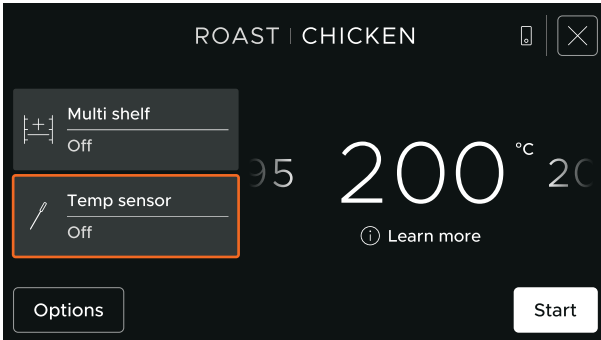 ROAST | CHICKEN
Multi shelf
Off
200 °C
Temp sensor
Off
Learn more
Options
Start